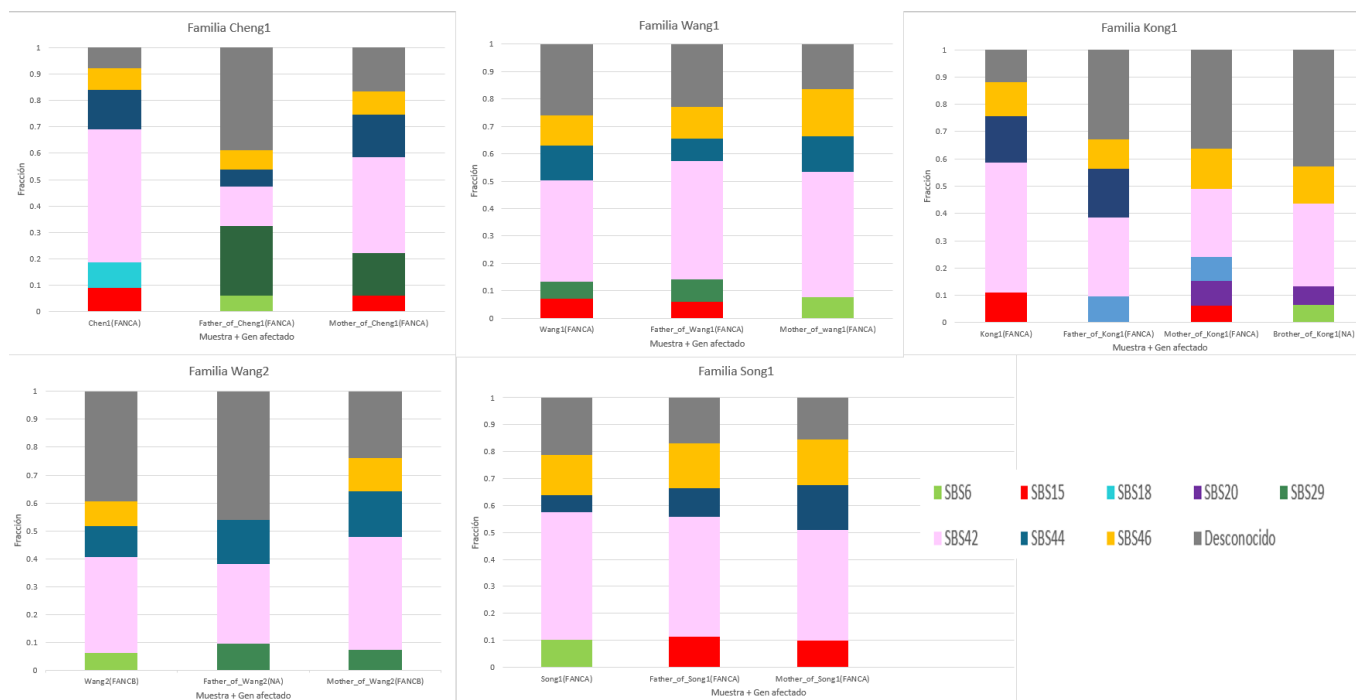 Familia Cheng1
Fracción
1
0.9
0.8
0.7
0.6
0.5
0.4
0.3
0.2
0.1
0
Chen1(FANCA) Father_of_Cheng1(FANCA) Mother_of_Cheng1(FANCA)
Muestra + Gen afectado
Familia Wang1
Fracción
1
0.9
0.8
0.7
0.6
0.5
0.4
0.3
0.2
0.1
0
Wang1(FANCA) Father_of_Wang1(FANCA) Mother_of_wang1(FANCA)
Muestra + Gen afectado
Familia Kong1
Fracción
1
0.9
0.8
0.7
0.6
0.5
0.4
0.3
0.2
0.1
0
Kong1(FANCA) Father_of_Kong1(FANCA) Mother_of_Kong1(FANCA) Brother_of_Kong1(NA)
Muestra + Gen afectado
Familia Wang2
Fracción
1
0.9
0.8
0.7
0.6
0.5
0.4
0.3
0.2
0.1
0
Wang2(FANCB) Father_of_Wang2(NA) Mother_of_Wang2(FANCB)
Muestra + Gen afectado
Familia Song1
Fracción
1
0.9
0.8
0.7
0.6
0.5
0.4
0.3
0.2
0.1
0
Song1(FANCA) Father_of_Song1(FANCA) Mother_of_Song1(FANCA)
Muestra + Gen afectado
SBS6 SBS15 SBS18 SBS20 SBS29
SBS42 SBS44 SBS46 Desconocido